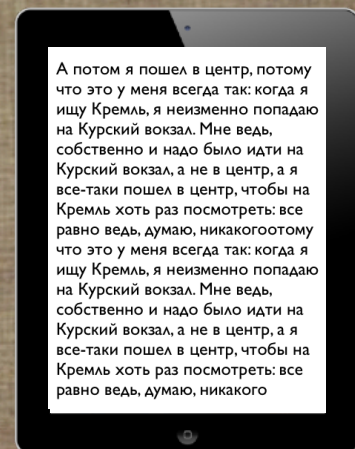 А потом я пошел в центр, потому
что это у меня всегда так: когда я
ищу Кремль, я неизменно попадаю
на Курский вокзал. Мне ведь,
собственно и надо было идти на
Курский вокзал, а не в центр, а я
все-таки пошел в центр, чтобы на
Кремль хоть раз посмотреть: все
равно ведь, думаю, никакогоотому
что это у меня всегда так: когда я
ищу Кремль, я неизменно попадаю
на Курский вокзал. Мне ведь,
собственно и надо было идти на
Курский вокзал, а не в центр, а я
все-таки пошел в центр, чтобы на
Кремль хоть раз посмотреть: все
равно ведь, думаю, никакого